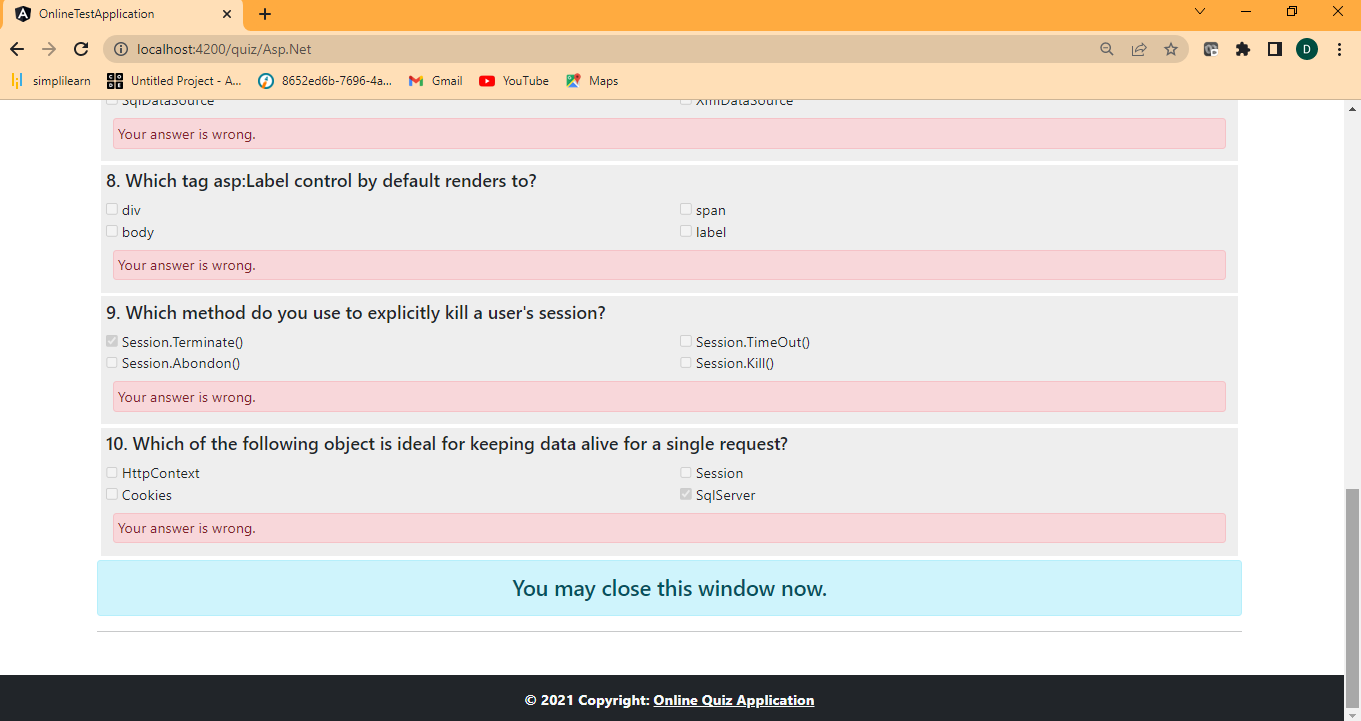 OnlineTestApplication
localhost:4200/quiz/Asp.Net
D
simplilearn
CODE
Untitled Project - A...
8652ed6b-7696-4a...
Gmail
YouTube
Maps
SqlDataSource
XmlDataSource
Your answer is wrong.
8. Which tag asp:Label control by default renders to?
div
span
body
label
Your answer is wrong.
9. Which method do you use to explicitly kill a user's session?
Session.Terminate()
Session.TimeOut()
Session.Abondon()
Session.Kill()
Your answer is wrong.
10. Which of the following object is ideal for keeping data alive for a single request?
HttpContext
Session
Cookies
SqlServer
Your answer is wrong.
You may close this window now.
© 2021 Copyright: Online Quiz Application